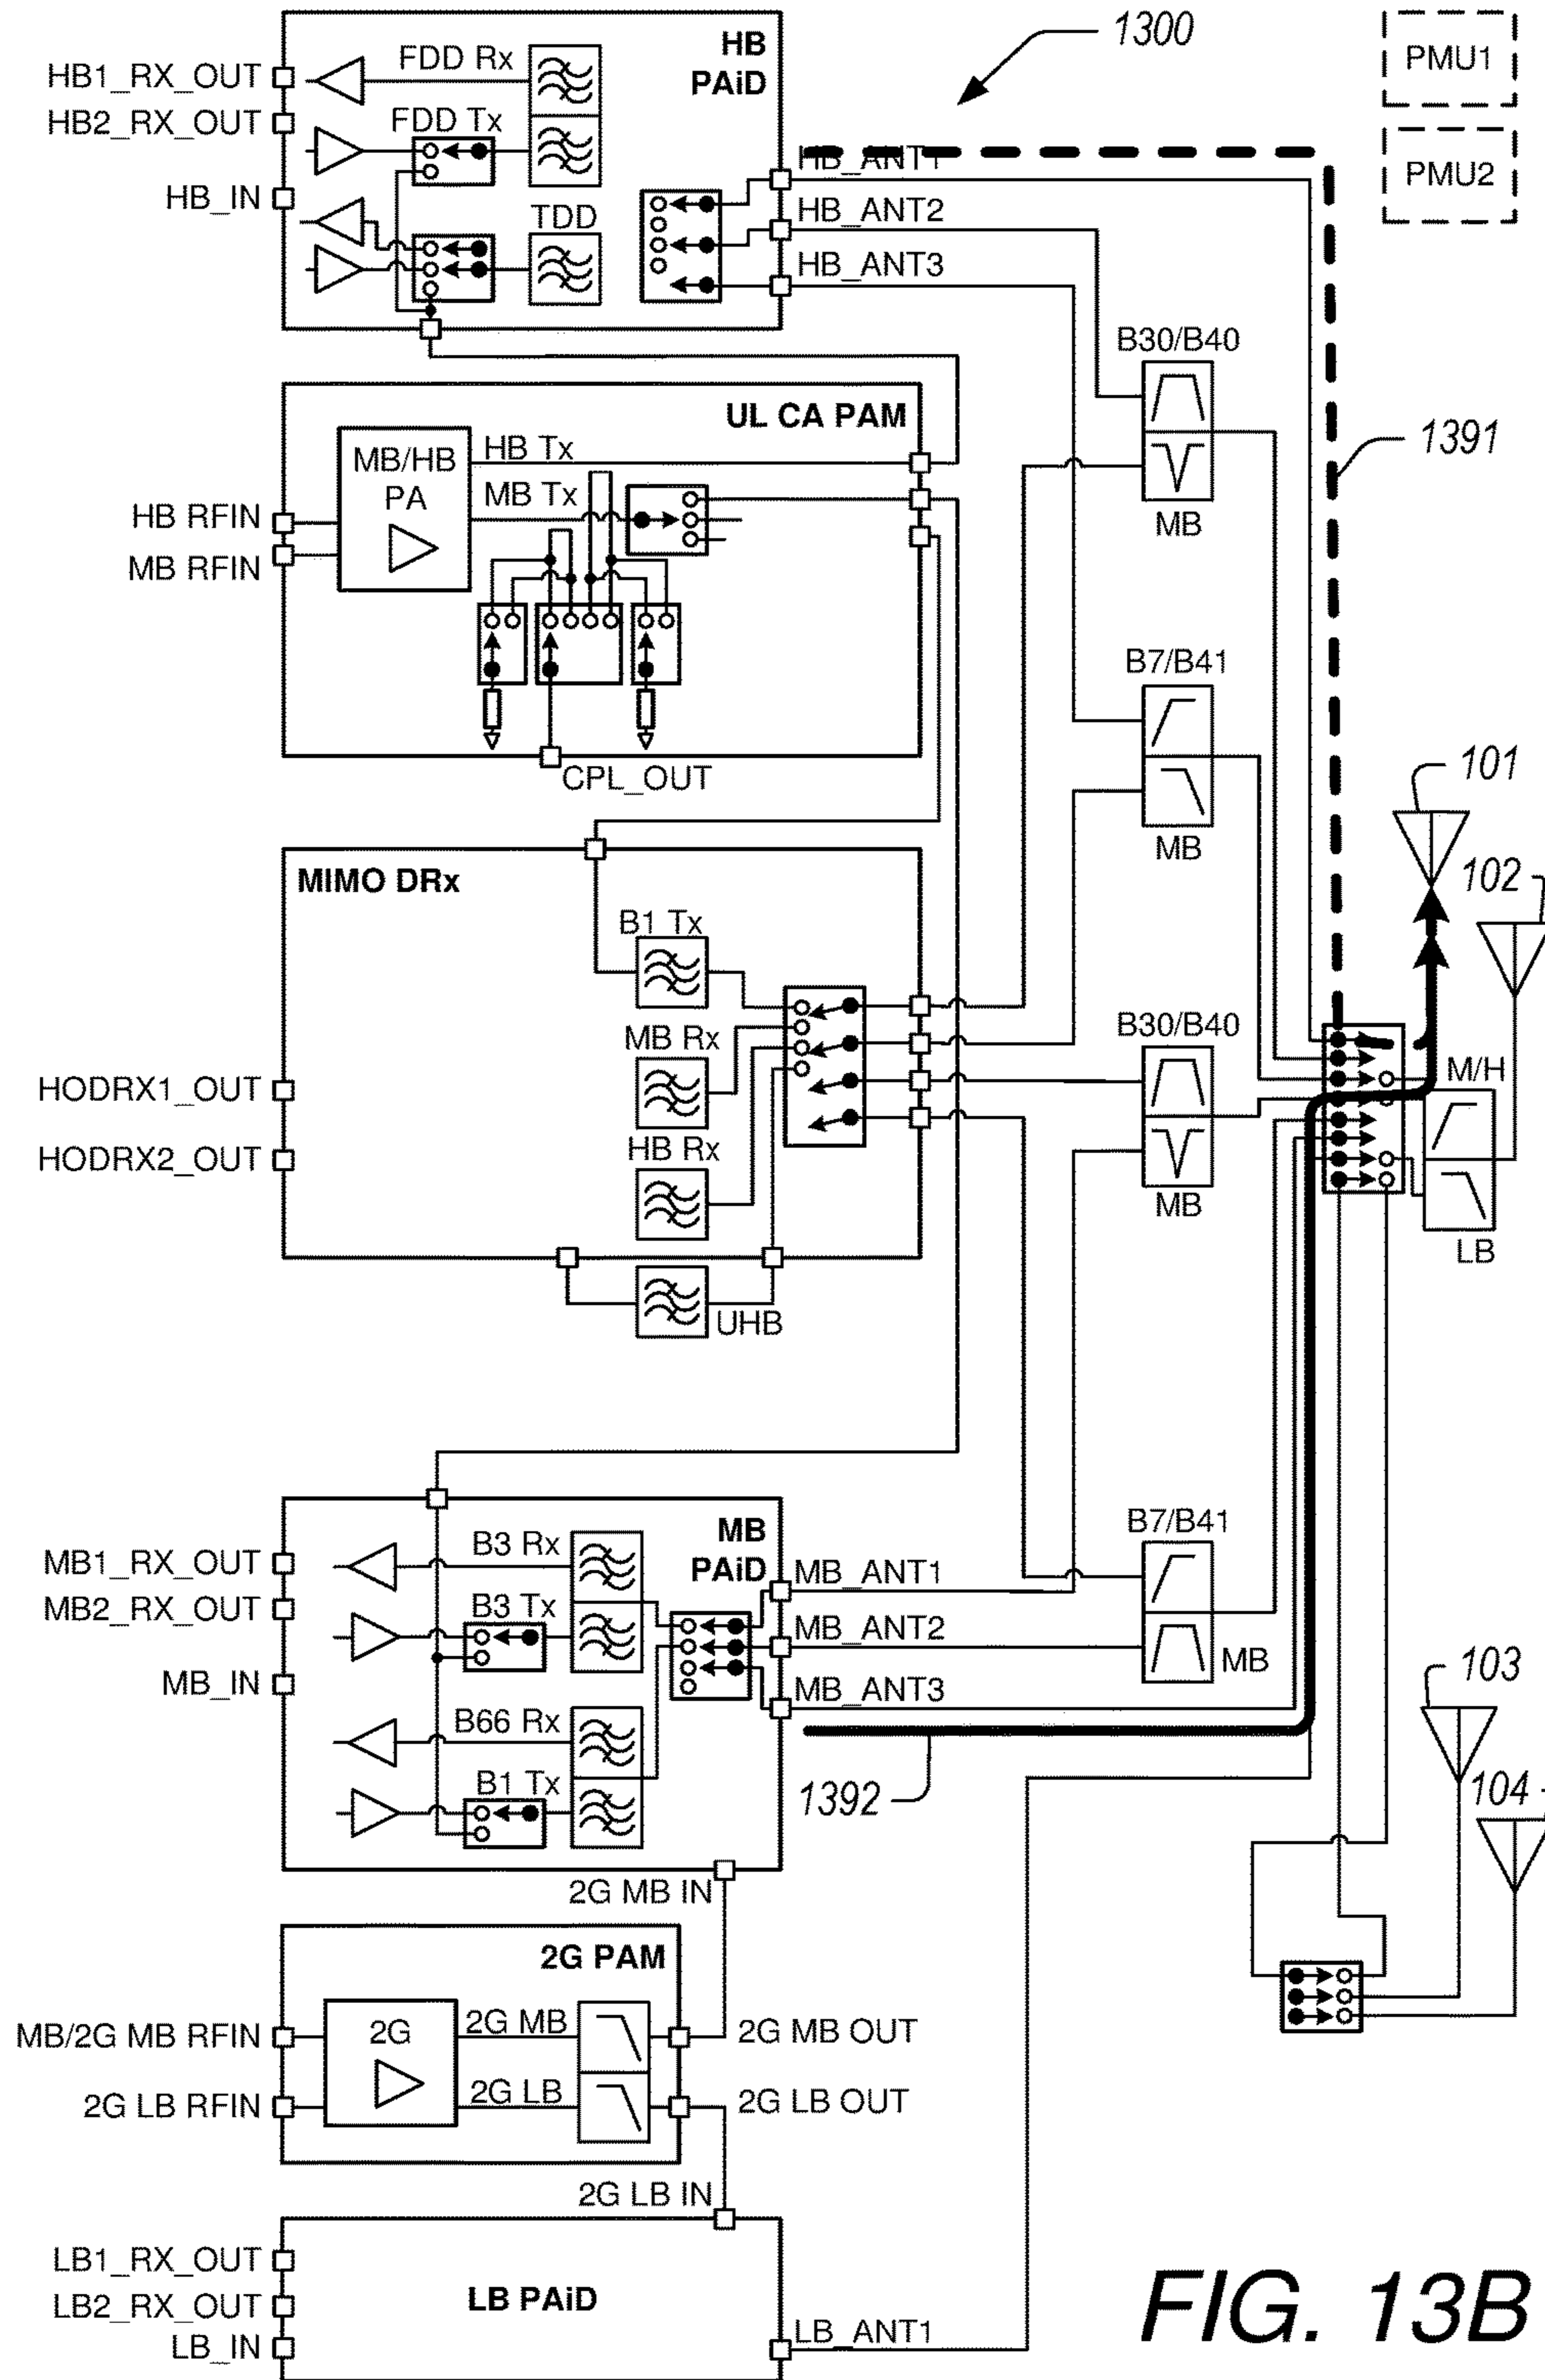 HB
PAiD
1300
PMU1
PMU2
HB1_RX_OUT
HB2_RX_OUT
HB_IN
FDD Rx
FDD Tx
TDD
HB_ANT1
HB_ANT2
HB_ANT3
B30/B40
MB
1391
UL CA PAM
MB/HB
PA
HB Tx
MB Tx
HB RFIN
MB RFIN
CPL_OUT
B7/B41
MB
101
102
MIMO DRx
B1 Tx
MB Rx
HB Rx
HODRX1_OUT
HODRX2_OUT
UHB
B30/B40
MB
M/H
LB
MB
PAiD
MB1_RX_OUT
MB2_RX_OUT
MB_IN
B3 Rx
B3 Tx
B66 Rx
B1 Tx
MB_ANT1
MB_ANT2
MB_ANT3
B7/B41
MB
1392
103
104
2G MB IN
2G PAM
MB/2G MB RFIN
2G LB RFIN
2G
2G MB
2G LB
2G MB OUT
2G LB OUT
2G LB IN
LB1_RX_OUT
LB2_RX_OUT
LB_IN
LB PAiD
LB_ANT1
FIG. 13B